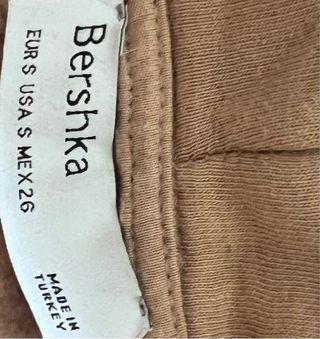 Bershka
EUR S USA S MEX 26
MADE IN
TURKEY